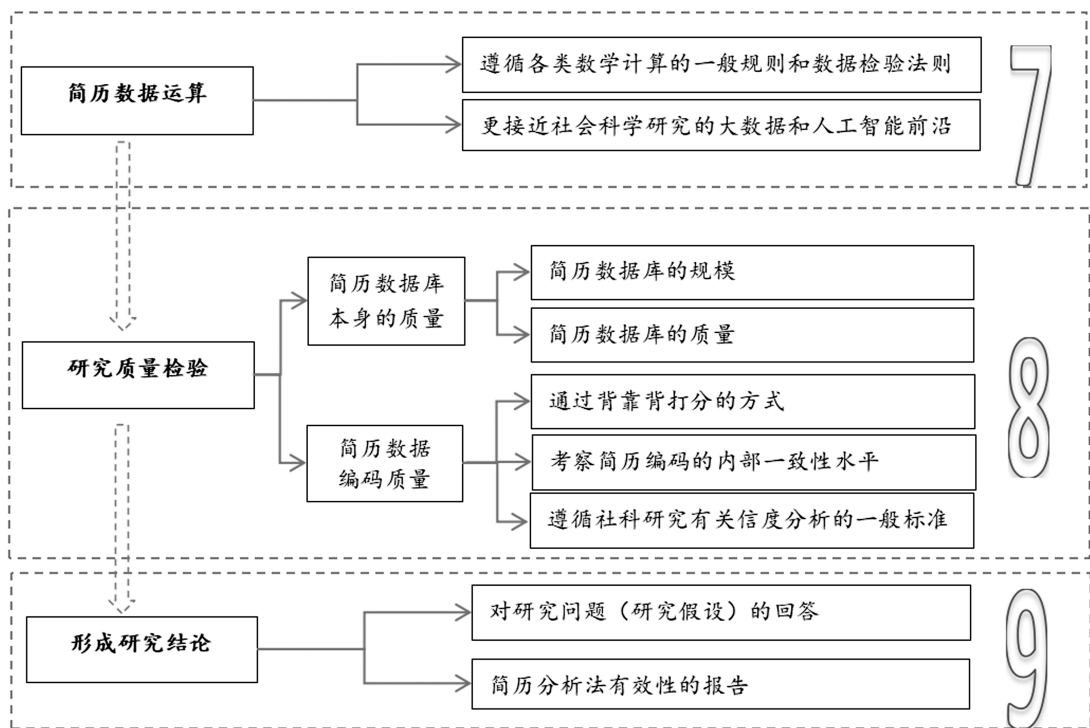 简历数据运算
遵循各类数学计算的一般规则和数据检验法则
更接近社会科学研究的大数据和人工智能前沿
7
研究质量检验
简历数据库
本身的质量
简历数据库的规模
简历数据库的质量
简历数据
编码质量
通过背靠背打分的方式
考察简历编码的内部一致性水平
遵循社科研究有关信度分析的一般标准
8
形成研究结论
对研究问题（研究假设）的回答
简历分析法有效性的报告
9